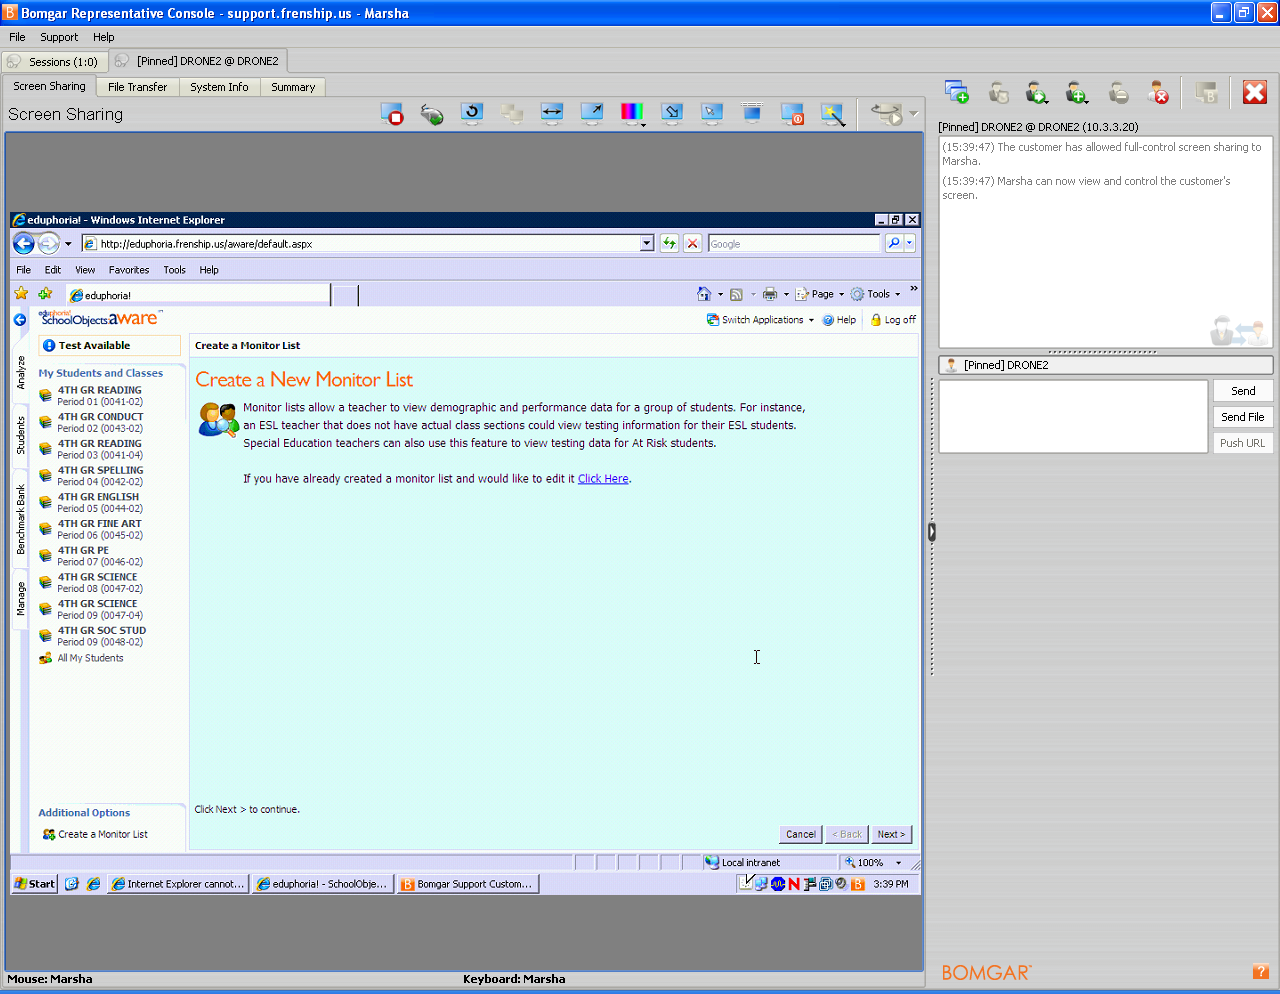 Bomgar Representative Console - support.frenship.us - Marsha
File Support Help
Sessions (1:0)
[Pinned] DRONE2 @ DRONE2
Screen Sharing
File Transfer
System Info
Summary
Screen Sharing
eduphoria! - Windows Internet Explorer
http://eduphoria.frenship.us/aware/default.aspx
Google
File Edit View Favorites Tools Help
eduphoria!
Page
Tools
eduphoria!
SchoolObjects:aware
Switch Applications
Help
Log off
Analyze
Students
Benchmark Bank
Manage
Test Available
My Students and Classes
4TH GR READING
Period 01 (0041-02)
4TH GR CONDUCT
Period 02 (0043-02)
4TH GR READING
Period 03 (0041-04)
4TH GR SPELLING
Period 04 (0042-02)
4TH GR ENGLISH
Period 05 (0044-02)
4TH GR FINE ART
Period 06 (0045-02)
4TH GR PE
Period 07 (0046-02)
4TH GR SCIENCE
Period 08 (0047-02)
4TH GR SCIENCE
Period 09 (0047-04)
4TH GR SOC STUD
Period 09 (0048-02)
All My Students
Additional Options
Create a Monitor List
Create a Monitor List
Create a New Monitor List
Monitor lists allow a teacher to view demographic and performance data for a group of students. For instance,
an ESL teacher that does not have actual class sections could view testing information for their ESL students.
Special Education teachers can also use this feature to view testing data for At Risk students.
If you have already created a monitor list and would like to edit it Click Here.
Click Next > to continue.
Cancel
< Back
Next >
Local intranet
100%
Start
Internet Explorer cannot...
eduphoria! - SchoolObje...
Bomgar Support Custom...
3:39 PM
Mouse: Marsha
Keyboard: Marsha
[Pinned] DRONE2 @ DRONE2 (10.3.3.20)
(15:39:47) The customer has allowed full-control screen sharing to
Marsha.
(15:39:47) Marsha can now view and control the customer's
screen.
[Pinned] DRONE2
Send
Send File
Push URL
BOMGAR